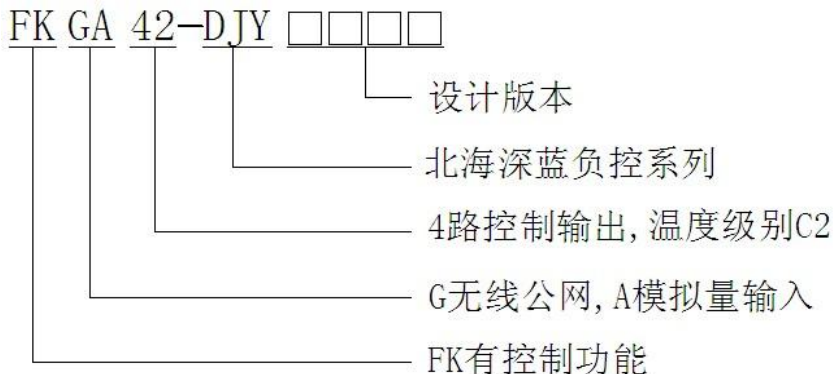 FK GA 42-DJY □□□□
设计版本
北海深蓝负控系列
4路控制输出,温度级别C2
G无线公网,A模拟量输入
FK有控制功能